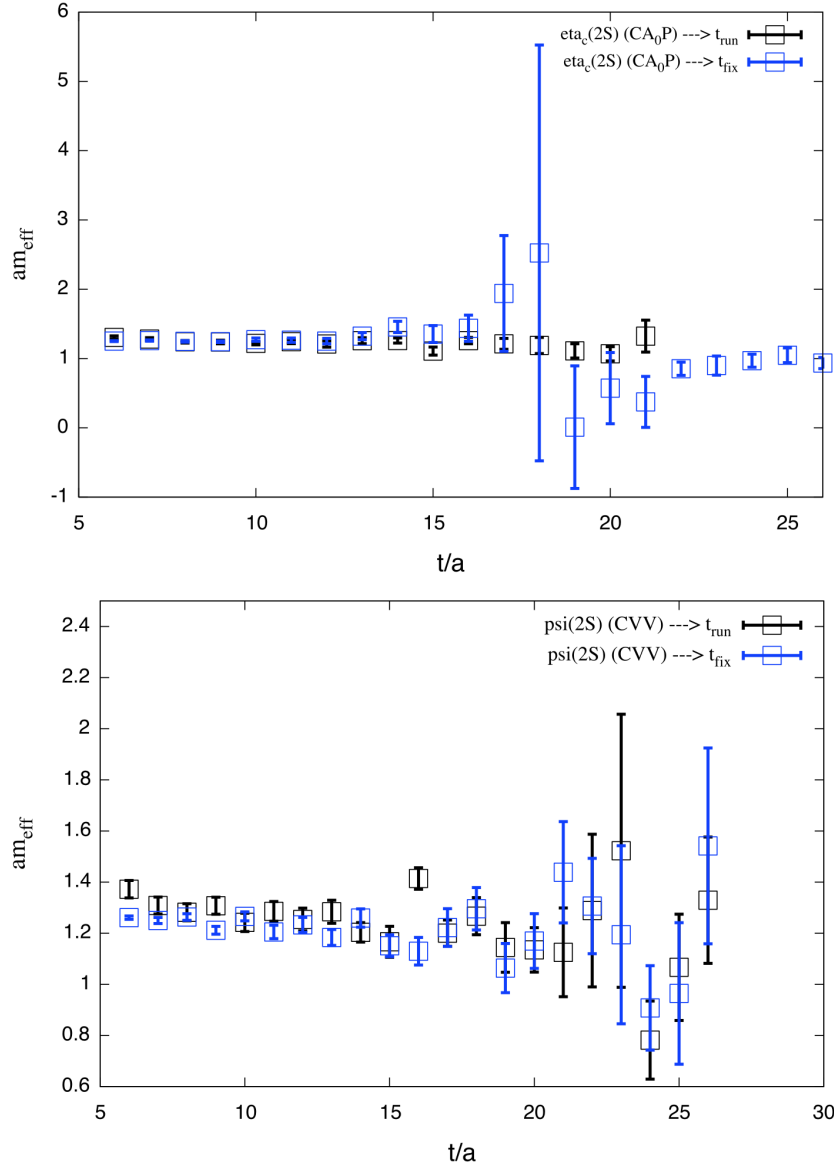 6
5
4
3
2
1
0
-1
am_eff
eta_c(2S) (CA_0P) ---> t_run
eta_c(2S) (CA_0P) ---> t_fix
5 10 15 20 25
t/a
2.4
2.2
2
1.8
1.6
1.4
1.2
1
0.8
0.6
am_eff
psi(2S) (CVV) ---> t_run
psi(2S) (CVV) ---> t_fix
5 10 15 20 25 30
t/a